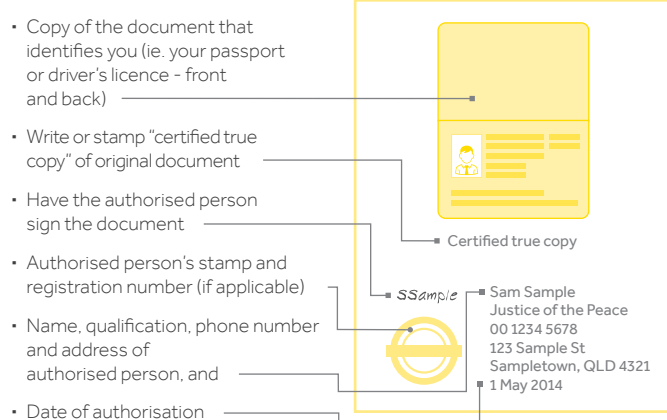 • Copy of the document that
identifies you (ie. your passport
or driver's licence - front
and back)
• Write or stamp "certified true
copy" of original document
• Have the authorised person
sign the document
• Authorised person's stamp and
registration number (if applicable)
• Name, qualification, phone number
and address of
authorised person, and
• Date of authorisation
Certified true copy
SSample
Sam Sample
Justice of the Peace
00 1234 5678
123 Sample St
Sampletown, QLD 4321
1 May 2014